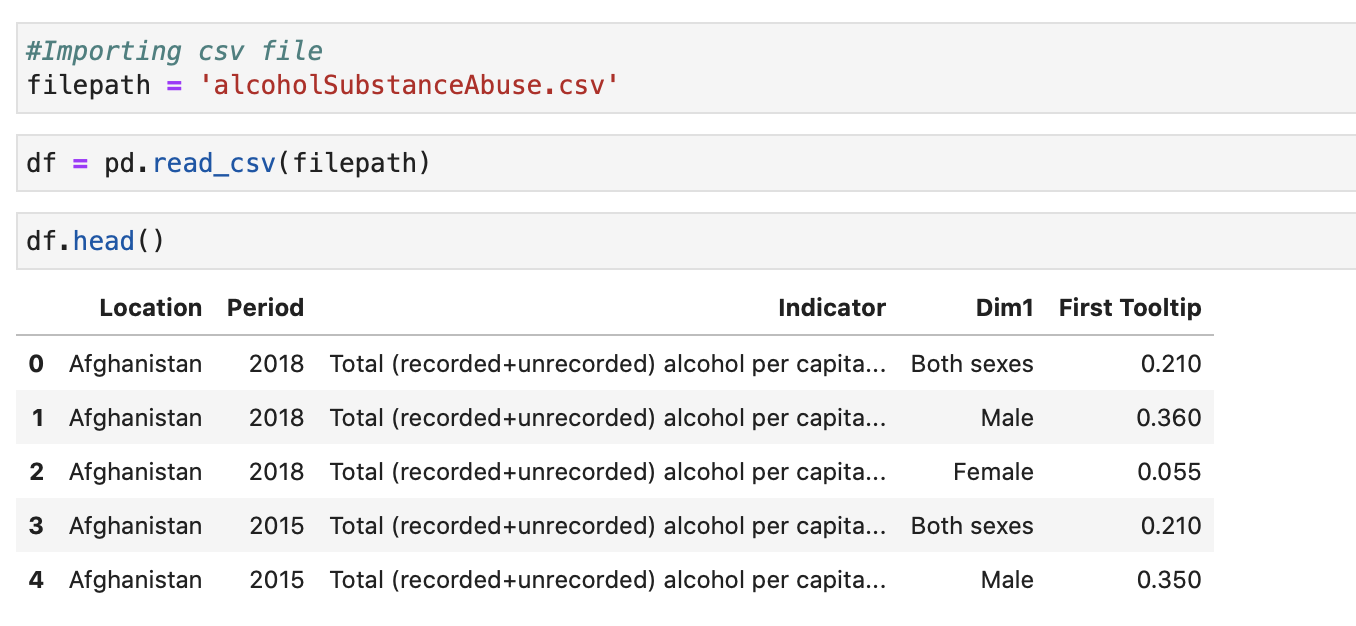 #Importing csv file
filepath = 'alcoholSubstanceAbuse.csv'
df = pd.read_csv(filepath)
df.head()
Location Period Indicator Dim1 First Tooltip
0 Afghanistan 2018 Total (recorded+unrecorded) alcohol per capita... Both sexes 0.210
1 Afghanistan 2018 Total (recorded+unrecorded) alcohol per capita... Male 0.360
2 Afghanistan 2018 Total (recorded+unrecorded) alcohol per capita... Female 0.055
3 Afghanistan 2015 Total (recorded+unrecorded) alcohol per capita... Both sexes 0.210
4 Afghanistan 2015 Total (recorded+unrecorded) alcohol per capita... Male 0.350